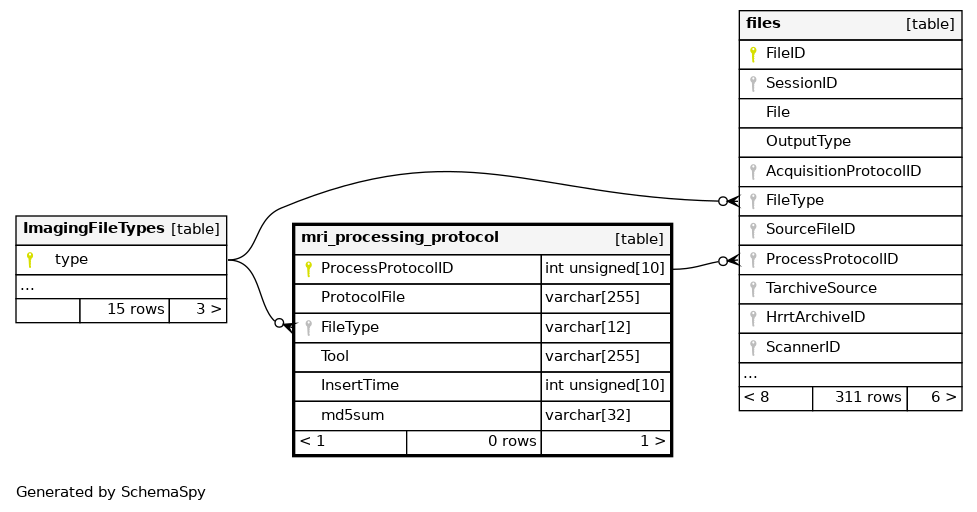 files [table]
FileID
SessionID
File
OutputType
AcquisitionProtocolID
FileType
SourceFileID
ProcessProtocolID
TarchiveSource
HrrtArchiveID
ScannerID
...
< 8 311 rows 6 >
ImagingFileTypes [table]
type
...
15 rows 3 >
mri_processing_protocol [table]
ProcessProtocolID int unsigned[10]
ProtocolFile varchar[255]
FileType varchar[12]
Tool varchar[255]
InsertTime int unsigned[10]
md5sum varchar[32]
< 1 0 rows 1 >
Generated by SchemaSpy